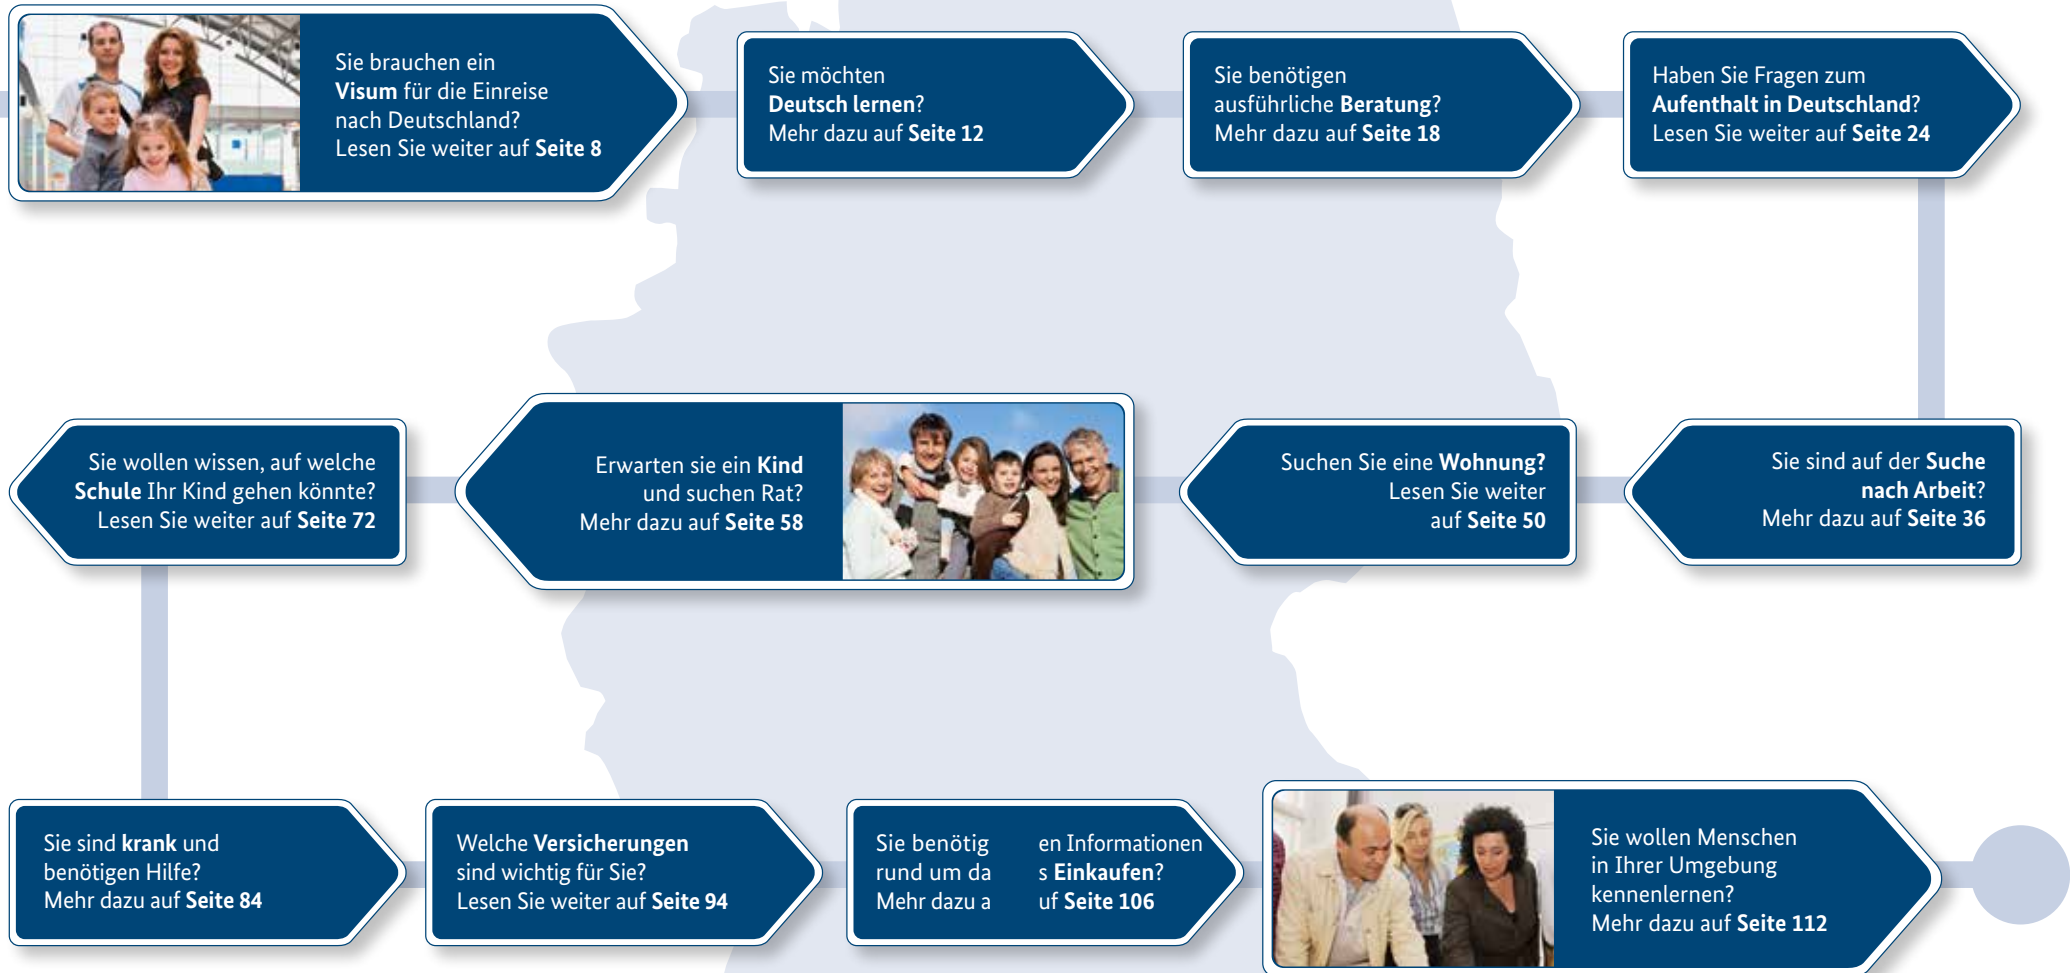 Sie brauchen ein
Visum für die Einreise
nach Deutschland?
Lesen Sie weiter auf Seite 8
Sie möchten
Deutsch lernen?
Mehr dazu auf Seite 12
Sie benötigen
ausführliche Beratung?
Mehr dazu auf Seite 18
Haben Sie Fragen zum
Aufenthalt in Deutschland?
Lesen Sie weiter auf Seite 24
Sie sind auf der Suche
nach Arbeit?
Mehr dazu auf Seite 36
Suchen Sie eine Wohnung?
Lesen Sie weiter
auf Seite 50
Erwarten sie ein Kind
und suchen Rat?
Mehr dazu auf Seite 58
Sie wollen wissen, auf welche
Schule Ihr Kind gehen könnte?
Lesen Sie weiter auf Seite 72
Sie sind krank und
benötigen Hilfe?
Mehr dazu auf Seite 84
Welche Versicherungen
sind wichtig für Sie?
Lesen Sie weiter auf Seite 94
Sie benötig en Informationen
rund um da s Einkaufen?
Mehr dazu a uf Seite 106
Sie wollen Menschen
in Ihrer Umgebung
kennenlernen?
Mehr dazu auf Seite 112